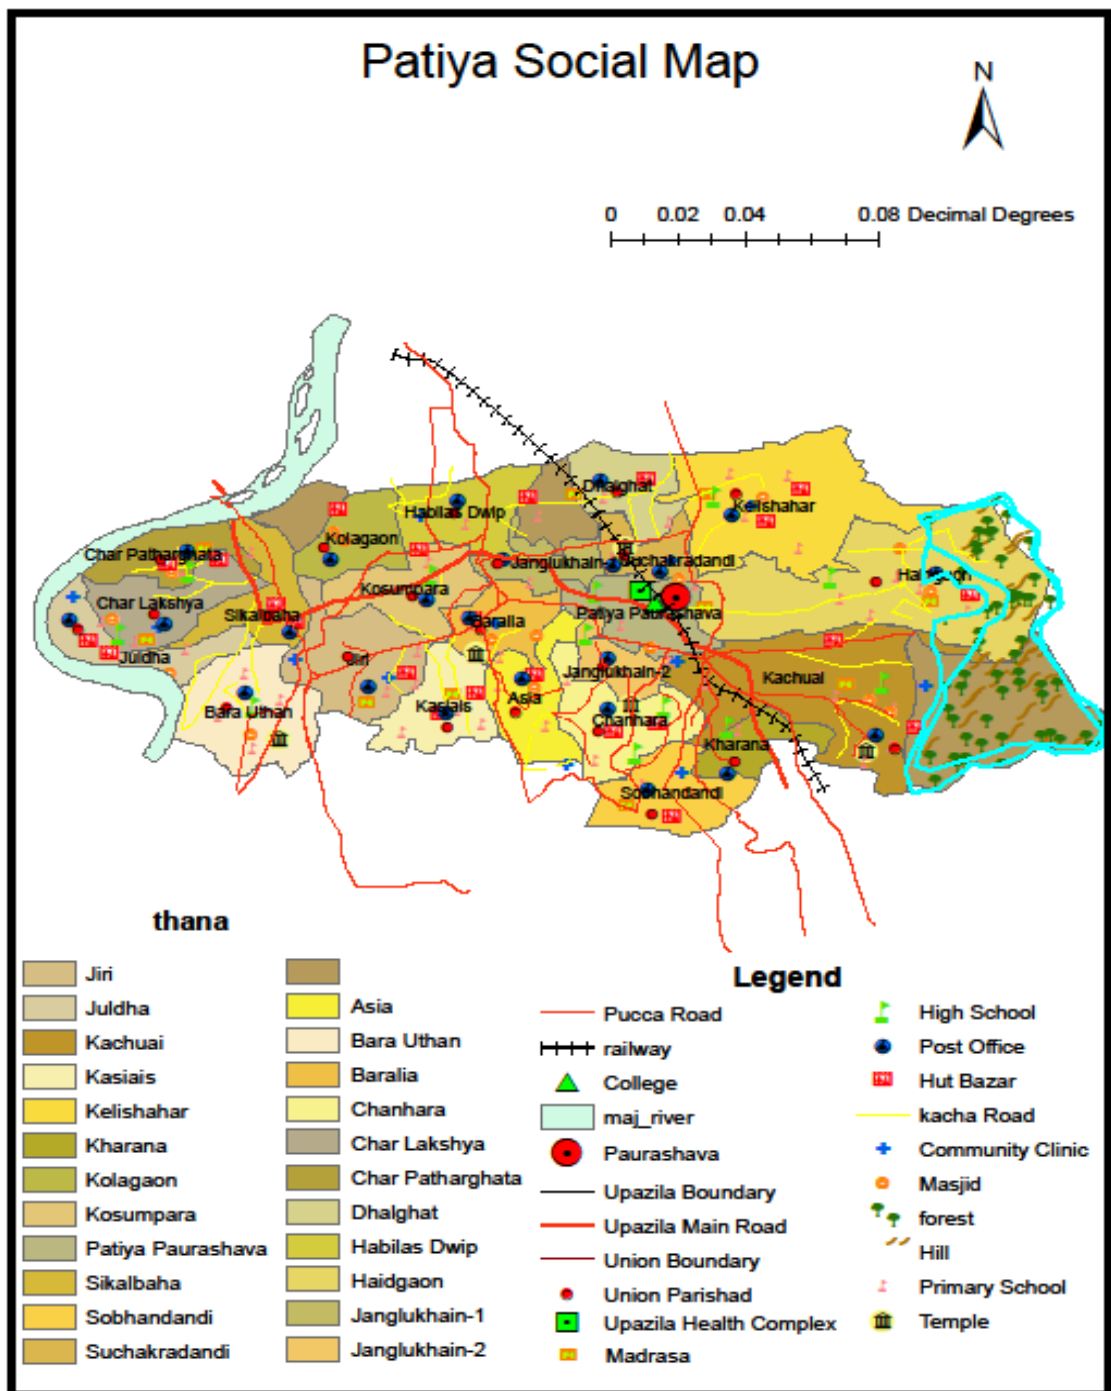 Patiya Social Map
N
0 0.02 0.04 0.08 Decimal Degrees
Dhalghat
Kelishahar
Habilas Dwip
Kolagaon
Char Patharghata
Janglukhain-1
Suchakradandi
Haidgaon
Kosumpara
Char Lakshya
Sikalbaha
Baralia
Patiya Paurashava
Juldha
Jiri
Janglukhain-2
Kachuai
Asia
Kasiais
Bara Uthan
Chanhara
Kharana
Sobhandandi
thana
Jiri
Juldha
Kachuai
Kasiais
Kelishahar
Kharana
Kolagaon
Kosumpara
Patiya Paurashava
Sikalbaha
Sobhandandi
Suchakradandi
Asia
Bara Uthan
Baralia
Chanhara
Char Lakshya
Char Patharghata
Dhalghat
Habilas Dwip
Haidgaon
Janglukhain-1
Janglukhain-2
Legend
Pucca Road
railway
College
maj_river
Paurashava
Upazila Boundary
Upazila Main Road
Union Boundary
Union Parishad
Upazila Health Complex
Madrasa
High School
Post Office
Hut Bazar
kacha Road
Community Clinic
Masjid
forest
Hill
Primary School
Temple